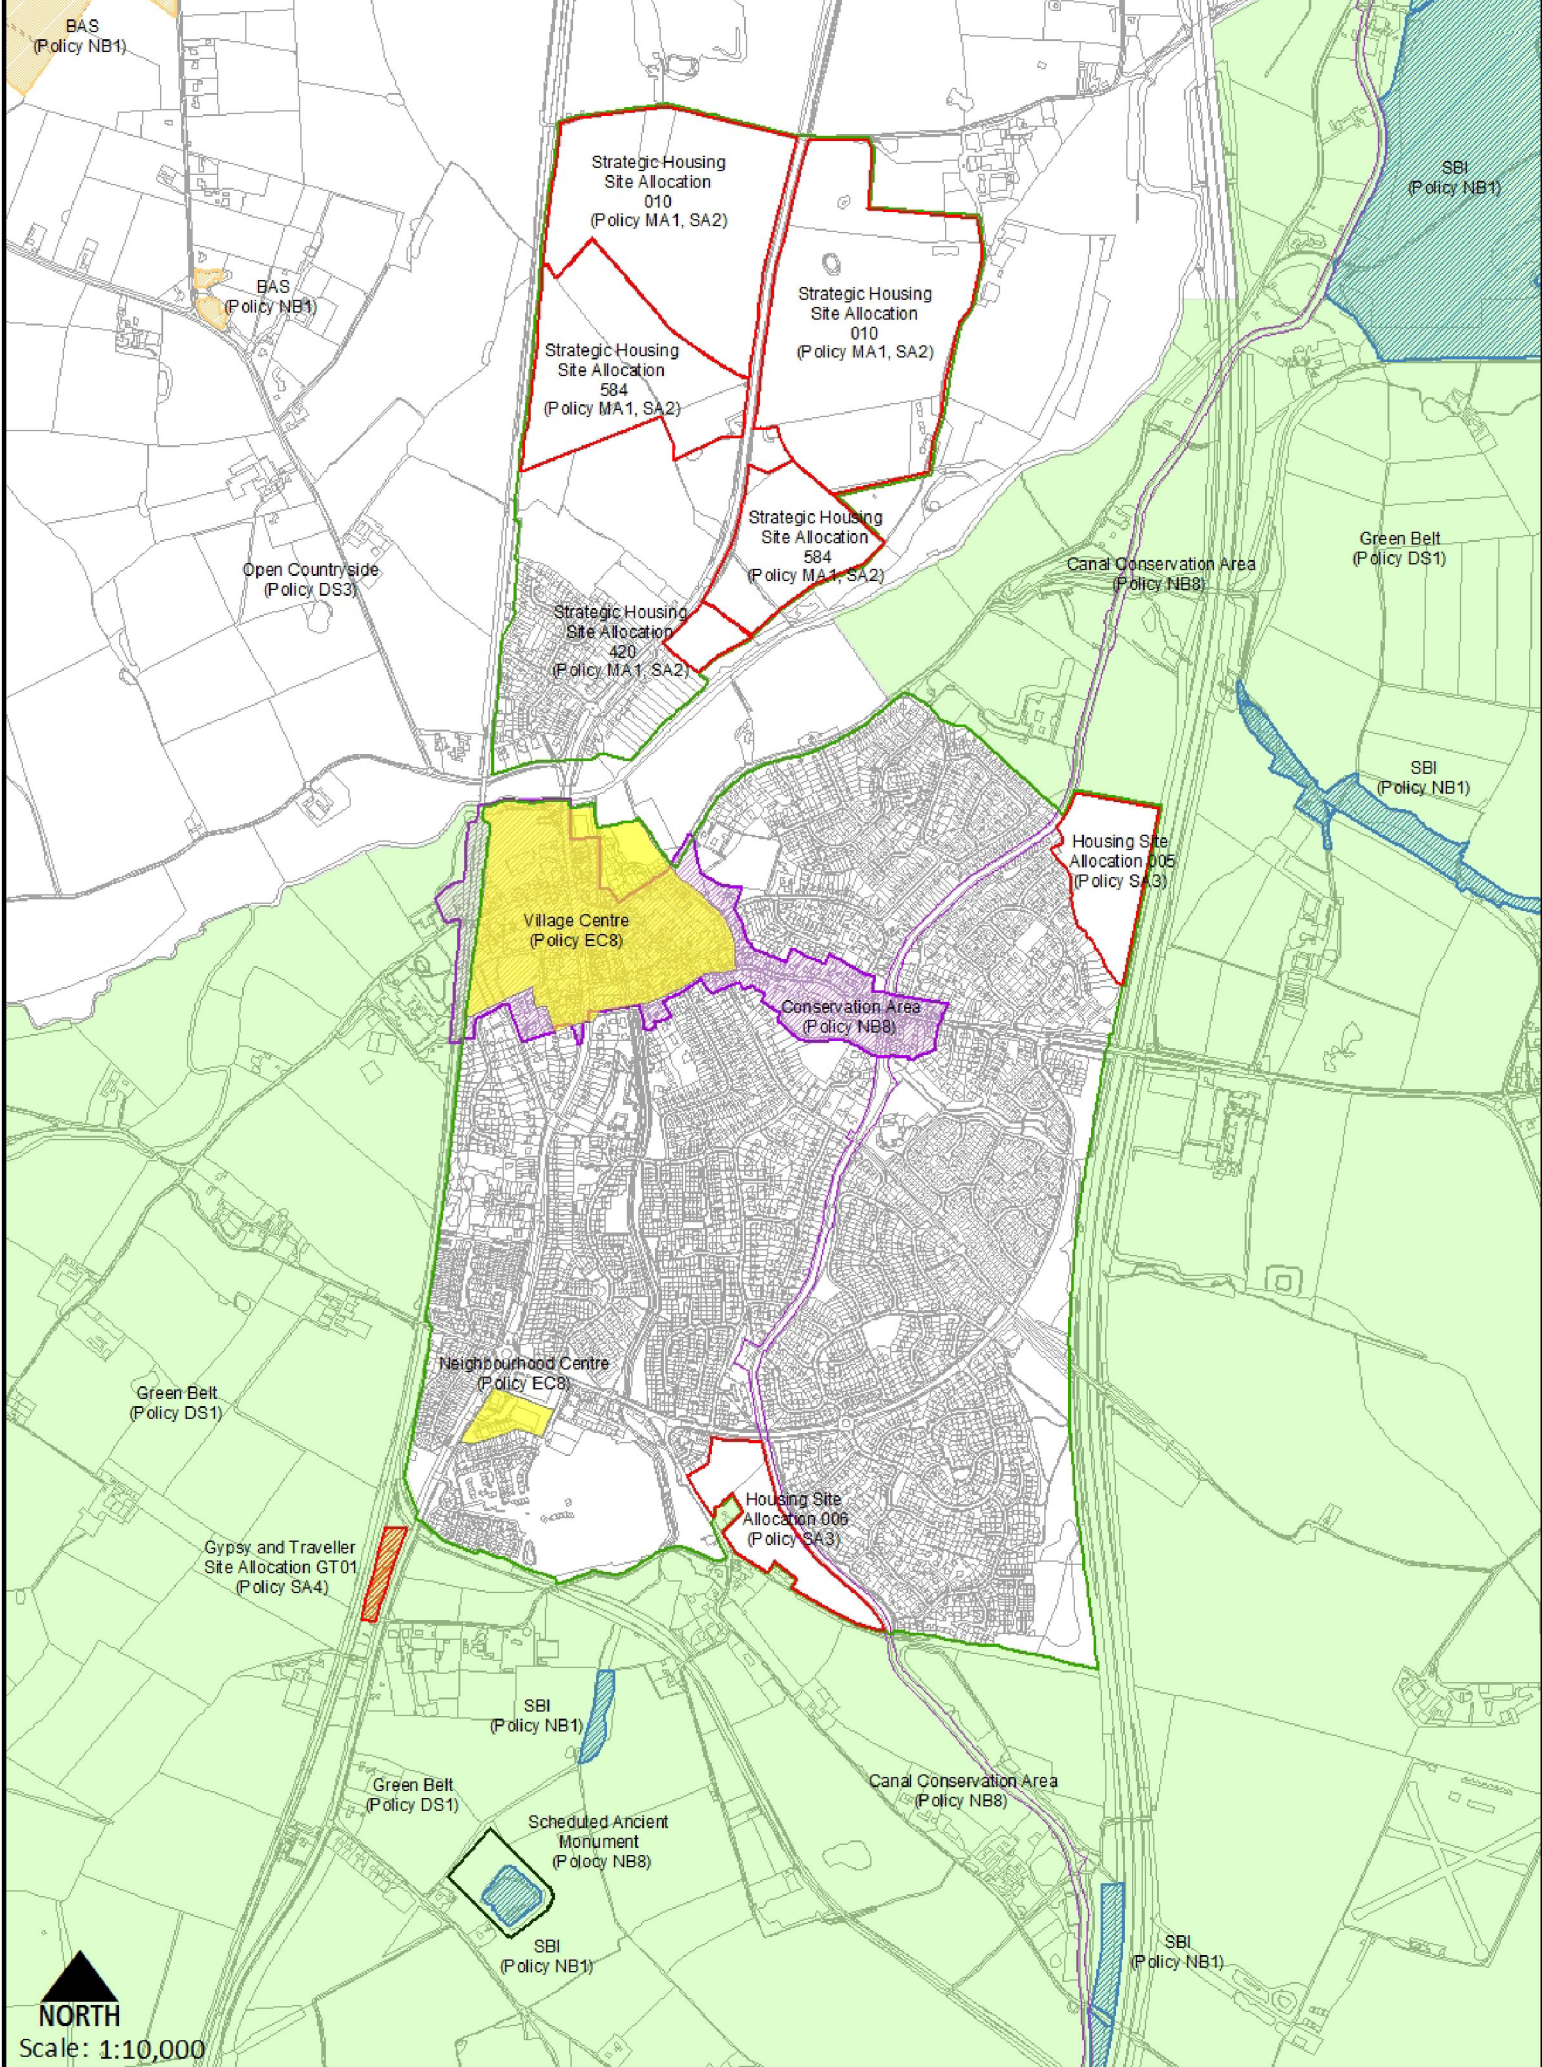 BAS
(Policy NB1)
Strategic Housing
Site Allocation
010
(Policy MA1, SA2)
SBI
(Policy NB1)
BAS
(Policy NB1)
Strategic Housing
Site Allocation
010
(Policy MA1, SA2)
Strategic Housing
Site Allocation
584
(Policy MA1, SA2)
Strategic Housing
Site Allocation
584
(Policy MA1, SA2)
Green Belt
(Policy DS1)
Open Countryside
(Policy DS3)
Canal Conservation Area
(Policy NB8)
Strategic Housing
Site Allocation
420
(Policy MA1, SA2)
SBI
(Policy NB1)
Housing Site
Allocation 005
(Policy SA3)
Village Centre
(Policy EC8)
Conservation Area
(Policy NB8)
Neighbourhood Centre
(Policy EC8)
Green Belt
(Policy DS1)
Housing Site
Allocation 006
(Policy SA3)
Gypsy and Traveller
Site Allocation GT01
(Policy SA4)
SBI
(Policy NB1)
Green Belt
(Policy DS1)
Canal Conservation Area
(Policy NB8)
Scheduted Ancient
Monument
(Polocy NB8)
SBI
(Policy NB1)
SBI
(Policy NB1)
NORTH
Scale: 1:10,000